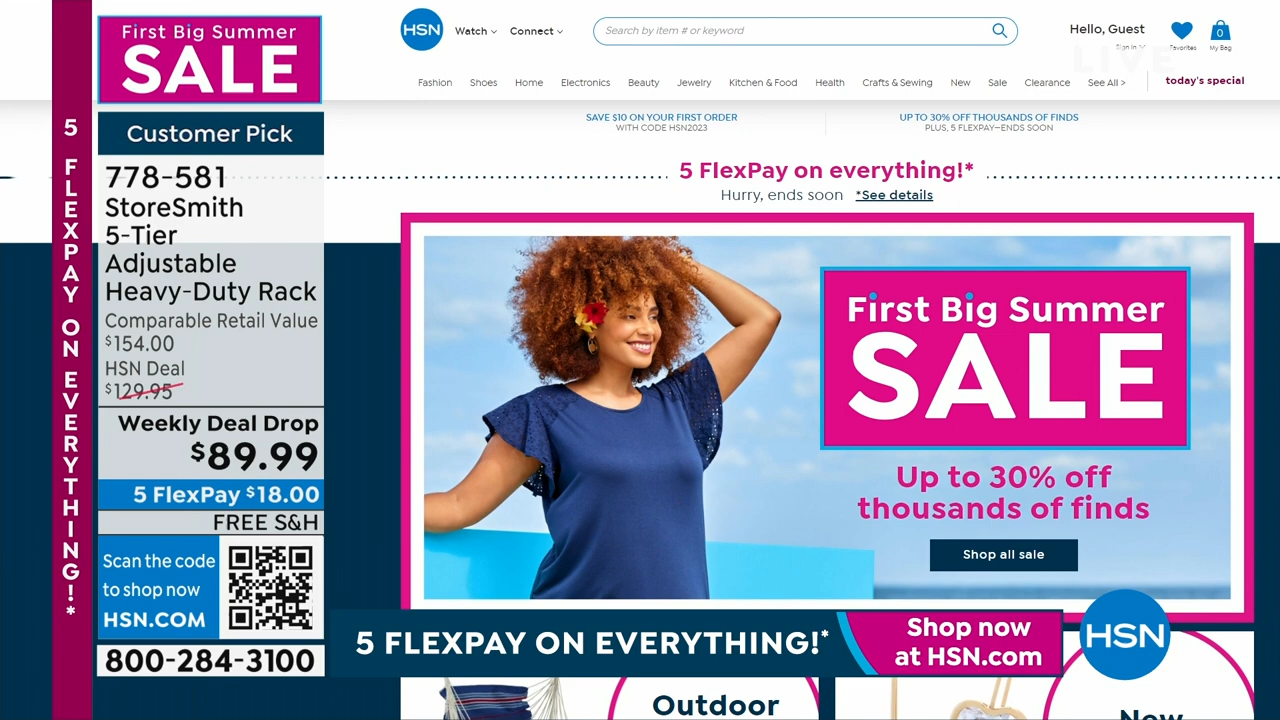 5 FLEXPAY ON EVERYTHING!*
First Big Summer
SALE
Customer Pick
778-581
StoreSmith
5-Tier
Adjustable
Heavy-Duty Rack
Comparable Retail Value
$154.00
HSN Deal
$129.95
Weekly Deal Drop
$89.99
5 FlexPay $18.00
FREE S&H
Scan the code
to shop now
HSN.COM
800-284-3100
HSN
Watch
Connect
Search by item # or keyword
Hello, Guest
Sign in
Favorites
0
My Bag
LIVE
Fashion
Shoes
Home
Electronics
Beauty
Jewelry
Kitchen & Food
Health
Crafts & Sewing
New
Sale
Clearance
See All >
today's special
SAVE $10 ON YOUR FIRST ORDER
WITH CODE HSN2023
UP TO 30% OFF THOUSANDS OF FINDS
PLUS, 5 FLEXPAY—ENDS SOON
5 FlexPay on everything!*
Hurry, ends soon *See details
First Big Summer
SALE
Up to 30% off
thousands of finds
Shop all sale
5 FLEXPAY ON EVERYTHING!*
Shop now
at HSN.com
HSN
Outdoor
New